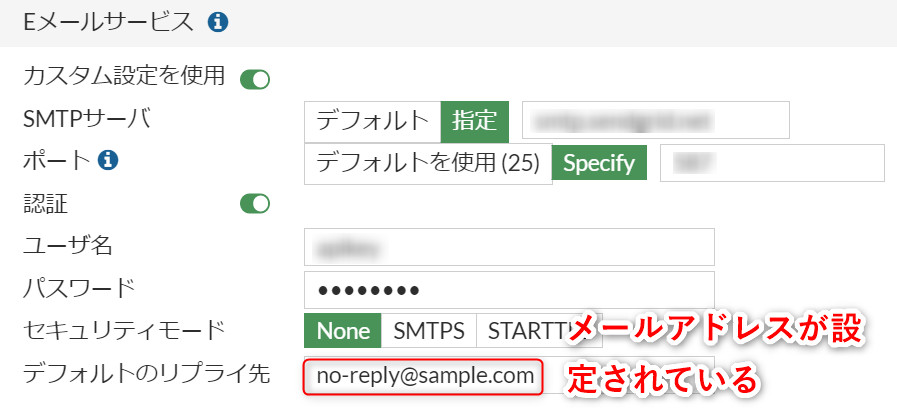 Eメールサービス
カスタム設定を使用
SMTPサーバ デフォルト 指定
ポート デフォルトを使用 (25) Specify
認証
ユーザ名
パスワード ••••••••
セキュリティモード None SMTPS
メールアドレスが設
デフォルトのリプライ先 no-reply@sample.com
定されている